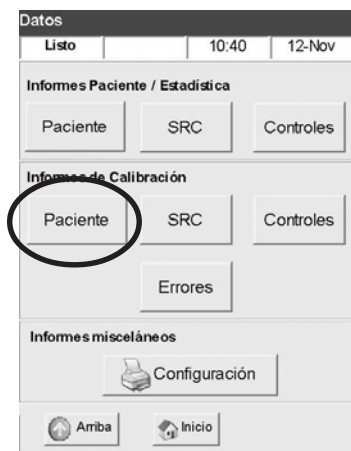 Datos
Listo 10:40 12-Nov
Informes Paciente / Estadística
Paciente SRC Controles
Informes de Calibración
Paciente SRC Controles
Errores
Informes misceláneos
Configuración
Arriba Inicio